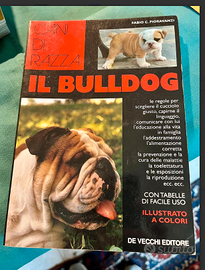 FABIO C. FIORAVANZI
CANI
DI
RAZZA
IL BULLDOG
le regole per
scegliere il cucciolo
giusto, capirne il
linguaggio,
comunicare con lui
l'educazione alla vita
in famiglia
l'addestramento
l'alimentazione
corretta
la prevenzione e la
cura delle malattie
la toelettatura
e le esposizioni
la riproduzione
ecc. ecc.
CON TABELLE
DI FACILE USO
ILLUSTRATO
A COLORI
DE VECCHI EDITORE
subito